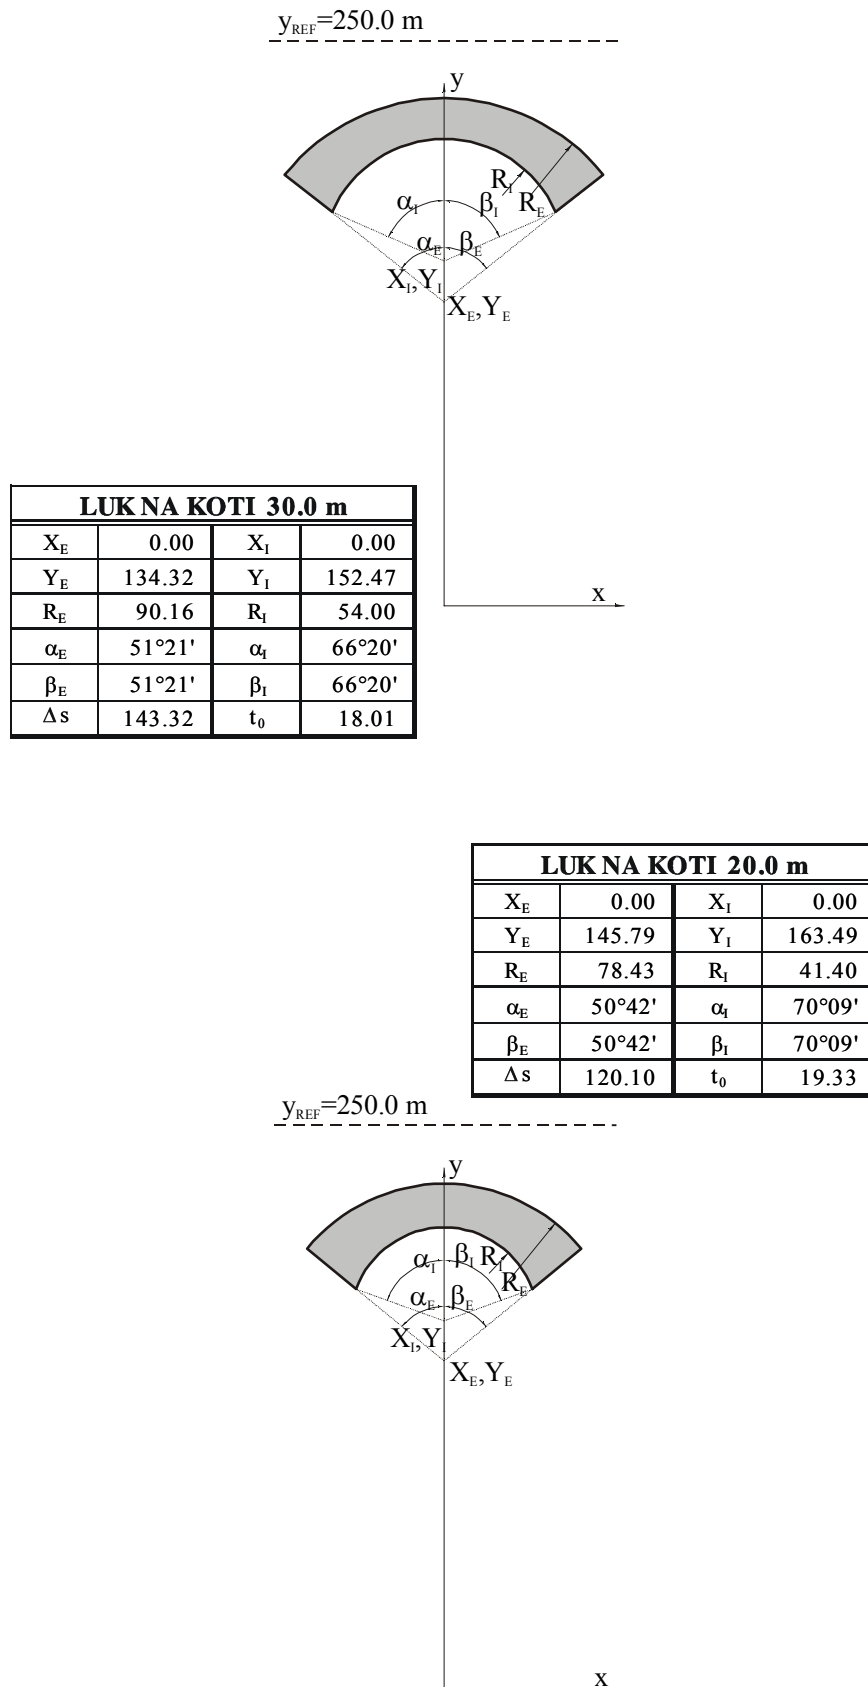 y_REF=250.0 m
y
R_I
α_I
β_I
R_E
α_E
β_E
X_I,Y_I
X_E,Y_E
x
LUK NA KOTI 30.0 m
X_E 0.00 X_I 0.00
Y_E 134.32 Y_I 152.47
R_E 90.16 R_I 54.00
α_E 51°21' α_I 66°20'
β_E 51°21' β_I 66°20'
Δs 143.32 t_0 18.01
LUK NA KOTI 20.0 m
X_E 0.00 X_I 0.00
Y_E 145.79 Y_I 163.49
R_E 78.43 R_I 41.40
α_E 50°42' α_I 70°09'
β_E 50°42' β_I 70°09'
Δs 120.10 t_0 19.33
y_REF=250.0 m
y
α_I
β_I
R_I
R_E
α_E
β_E
X_I,Y_I
X_E,Y_E
x